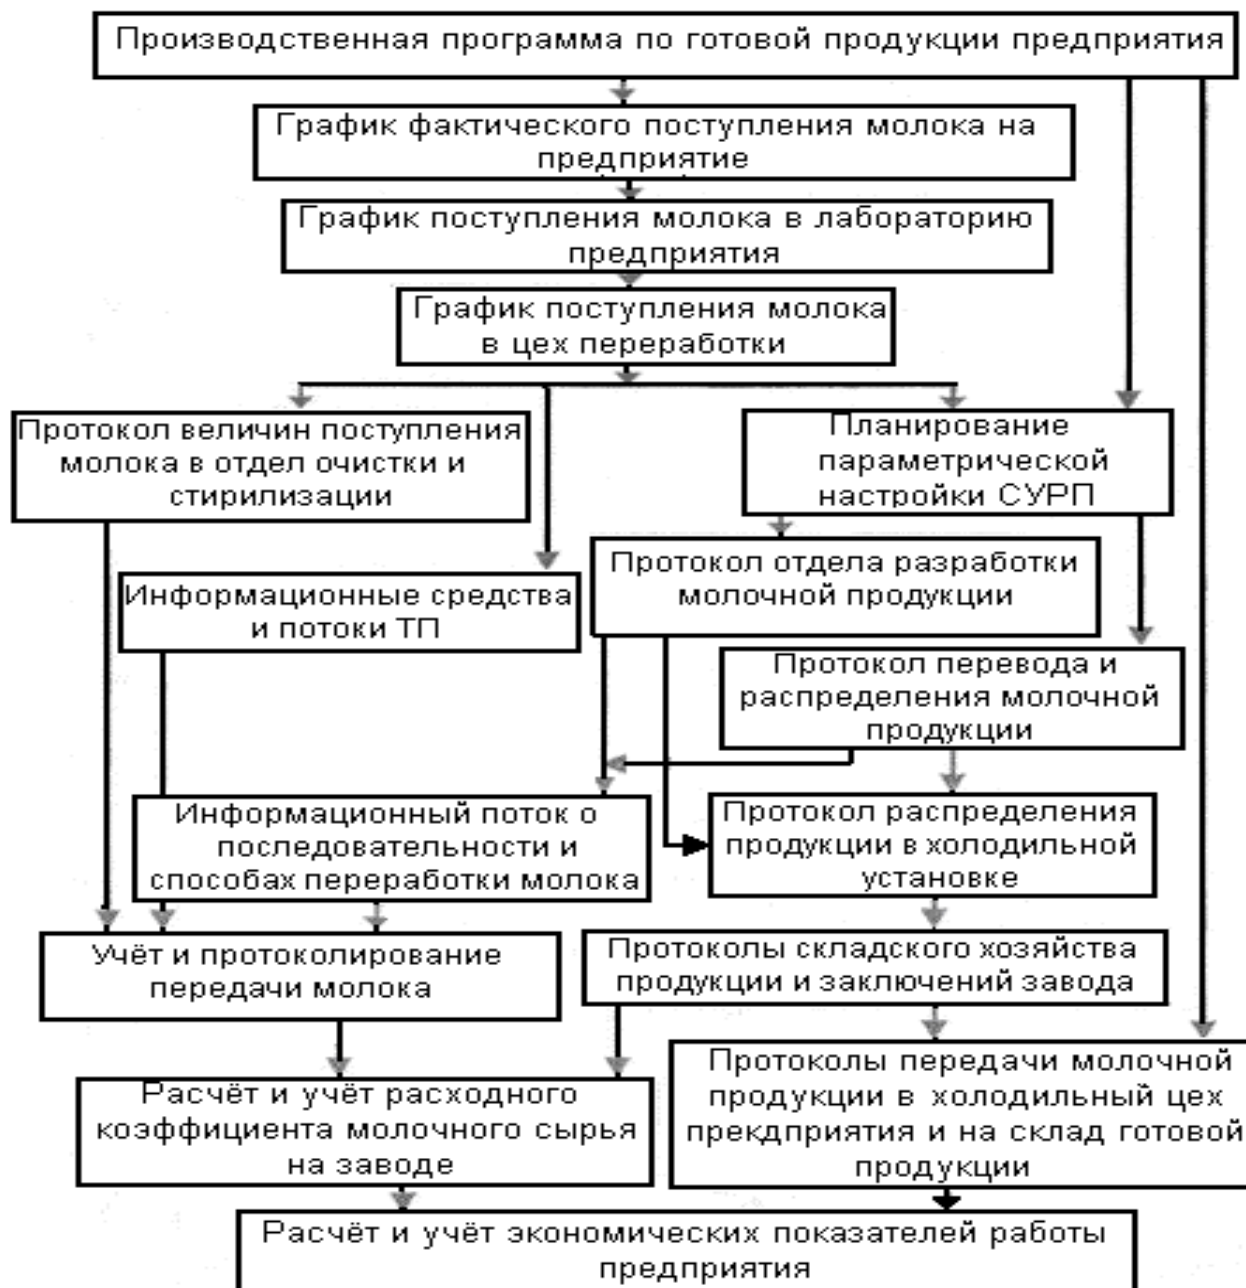 Производственная программа по готовой продукции предприятия
График фактического поступления молока на
предприятие
График поступления молока в лабораторию
предприятия
График поступления молока
в цех переработки
Протокол величин поступления
молока в отдел очистки и
стирилизации
Планирование
параметрической
настройки СУРП
Информационные средства
и потоки ТП
Протокол отдела разработки
молочной продукции
Протокол перевода и
распределения молочной
продукции
Информационный поток о
последовательности и
способах переработки молока
Протокол распределения
продукции в холодильной
установке
Учёт и протоколирование
передачи молока
Протоколы складского хозяйства
продукции и заключений завода
Расчёт и учёт расходного
коэффициента молочного сырья
на заводе
Протоколы передачи молочной
продукции в холодильный цех
прекдприятия и на склад готовой
продукции
Расчёт и учёт экономических показателей работы
предприятия